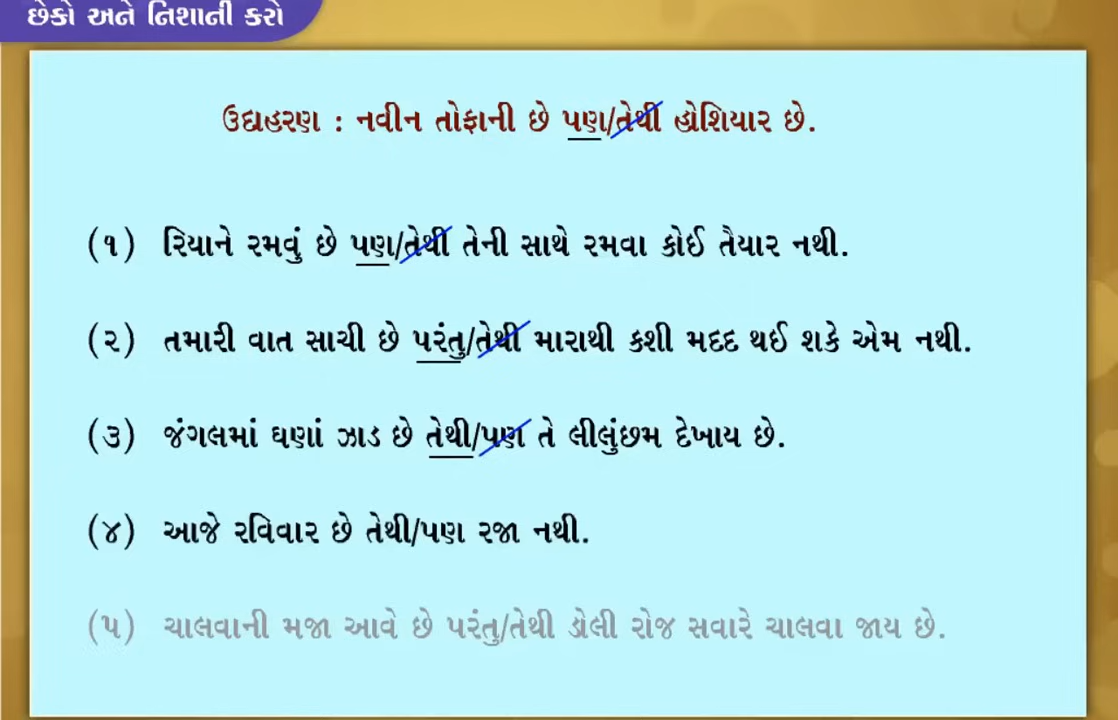 છેકો અને નિશાની કરો
ઉદાહરણ : નવીન તોફાની છે પણ/તેથી હોશિયાર છે.
(૧) રિયાને રમવું છે પણ/તેથી તેની સાથે રમવા કોઈ તૈયાર નથી.
(૨) તમારી વાત સાચી છે પરંતુ/તેથી મારાથી કશી મદદ થઈ શકે એમ નથી.
(૩) જંગલમાં ઘણાં ઝાડ છે તેથી/પણ તે લીલુંછમ દેખાય છે.
(૪) આજે રવિવાર છે તેથી/પણ રજા નથી.
(૫) ચાલવાની મજા આવે છે પરંતુ/તેથી ડોલી રોજ સવારે ચાલવા જાય છે.